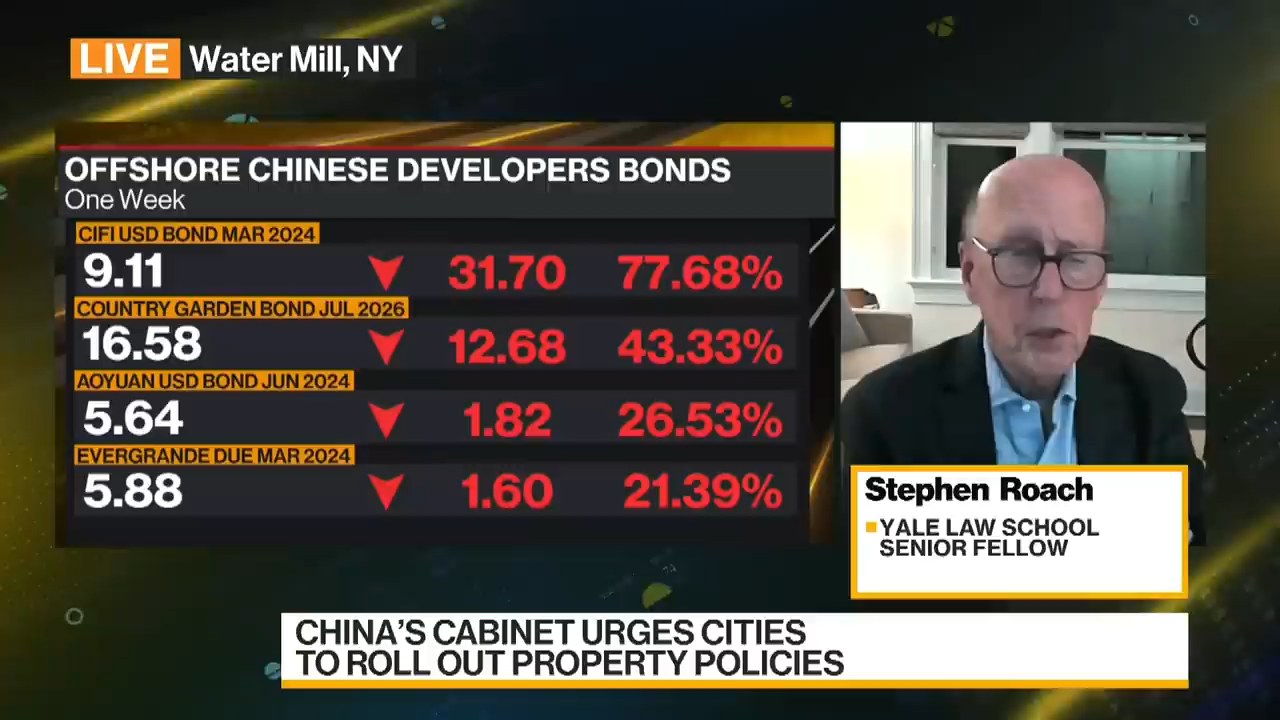 LIVE Water Mill, NY
OFFSHORE CHINESE DEVELOPERS BONDS
One Week
CIFI USD BOND MAR 2024
9.11 31.70 77.68%
COUNTRY GARDEN BOND JUL 2026
16.58 12.68 43.33%
AOYUAN USD BOND JUN 2024
5.64 1.82 26.53%
EVERGRANDE DUE MAR 2024
5.88 1.60 21.39%
Stephen Roach
YALE LAW SCHOOL
SENIOR FELLOW
CHINA'S CABINET URGES CITIES
TO ROLL OUT PROPERTY POLICIES